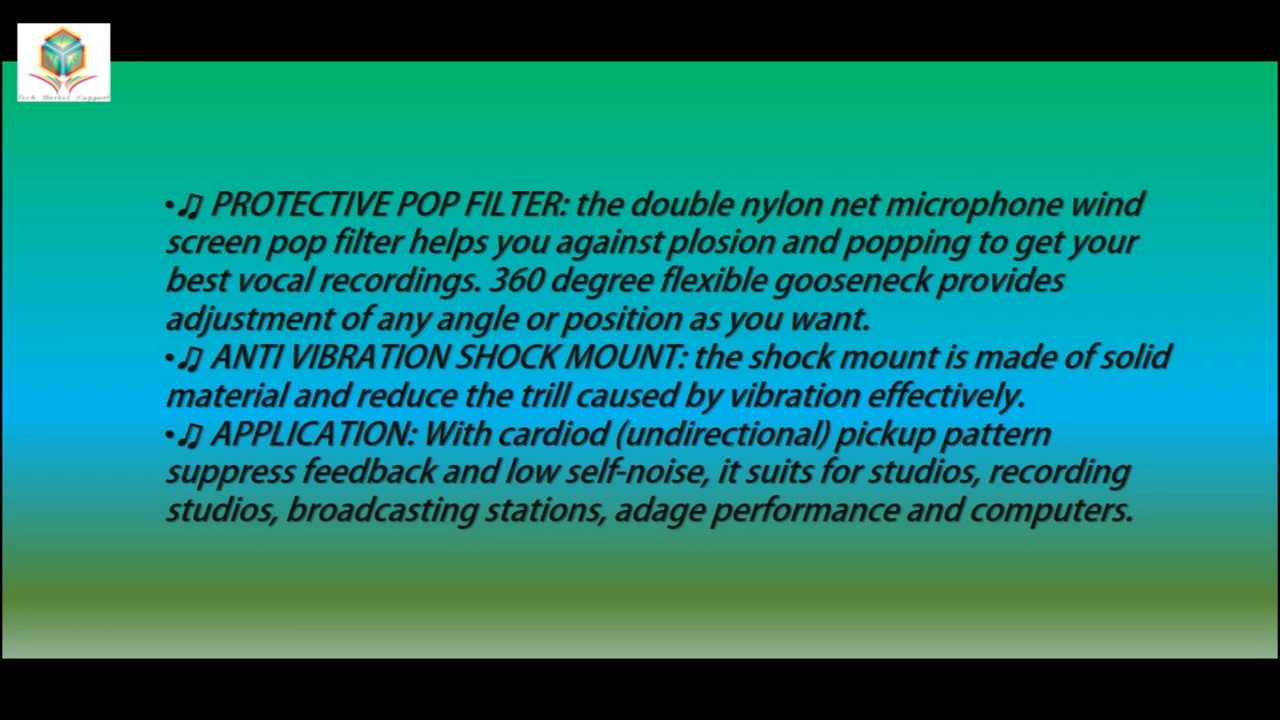 Tech Market Support
•♫ PROTECTIVE POP FILTER: the double nylon net microphone wind
screen pop filter helps you against plosion and popping to get your
best vocal recordings. 360 degree flexible gooseneck provides
adjustment of any angle or position as you want.
•♫ ANTI VIBRATION SHOCK MOUNT: the shock mount is made of solid
material and reduce the trill caused by vibration effectively.
•♫ APPLICATION: With cardiod (undirectional) pickup pattern
suppress feedback and low self-noise, it suits for studios, recording
studios, broadcasting stations, adage performance and computers.